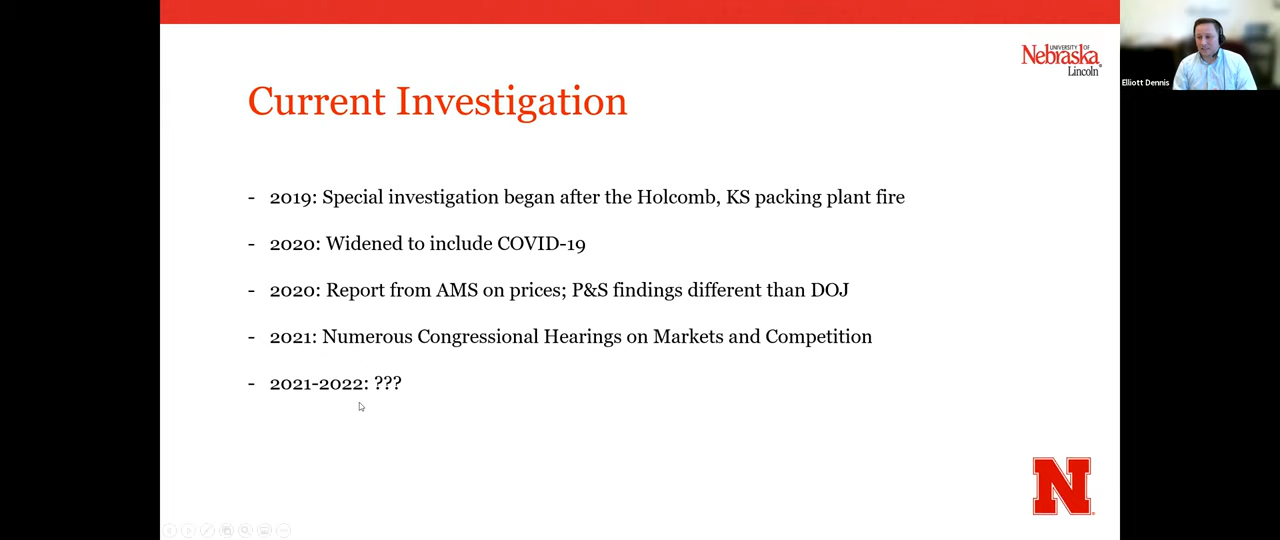 UNIVERSITY OF
Nebraska
Lincoln
Elliott Dennis
Current Investigation
- 2019: Special investigation began after the Holcomb, KS packing plant fire
- 2020: Widened to include COVID-19
- 2020: Report from AMS on prices; P&S findings different than DOJ
- 2021: Numerous Congressional Hearings on Markets and Competition
- 2021-2022: ???
N